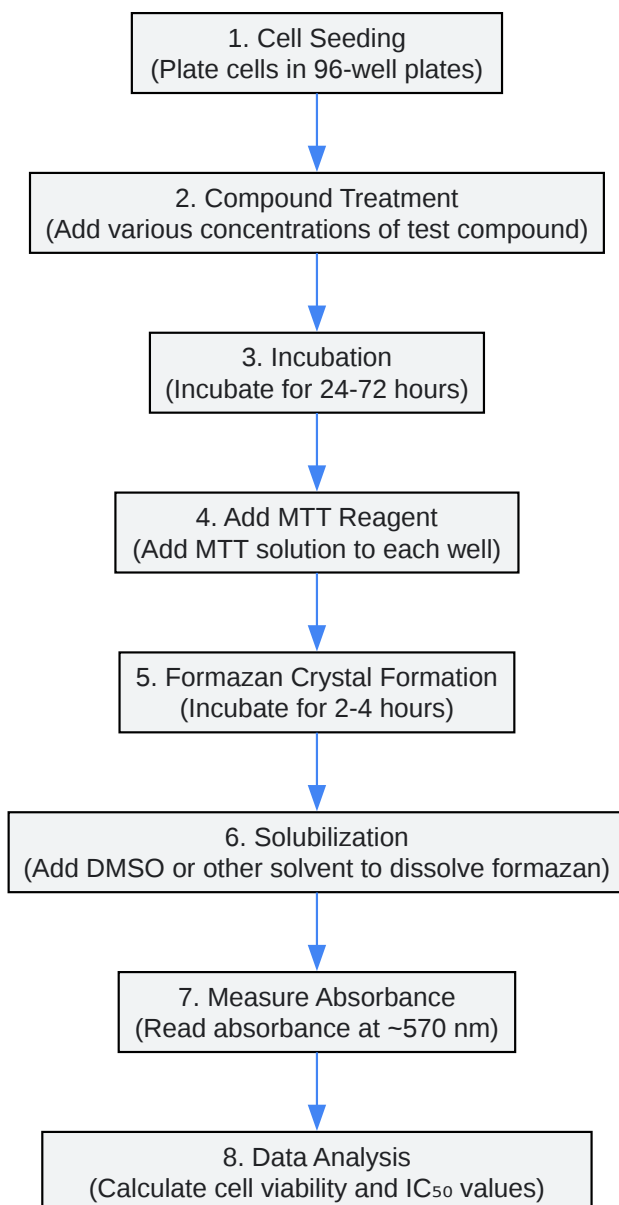 1. Cell Seeding
(Plate cells in 96-well plates)
2. Compound Treatment
(Add various concentrations of test compound)
3. Incubation
(Incubate for 24-72 hours)
4. Add MTT Reagent
(Add MTT solution to each well)
5. Formazan Crystal Formation
(Incubate for 2-4 hours)
6. Solubilization
(Add DMSO or other solvent to dissolve formazan)
7. Measure Absorbance
(Read absorbance at ~570 nm)
8. Data Analysis
(Calculate cell viability and IC₅₀ values)